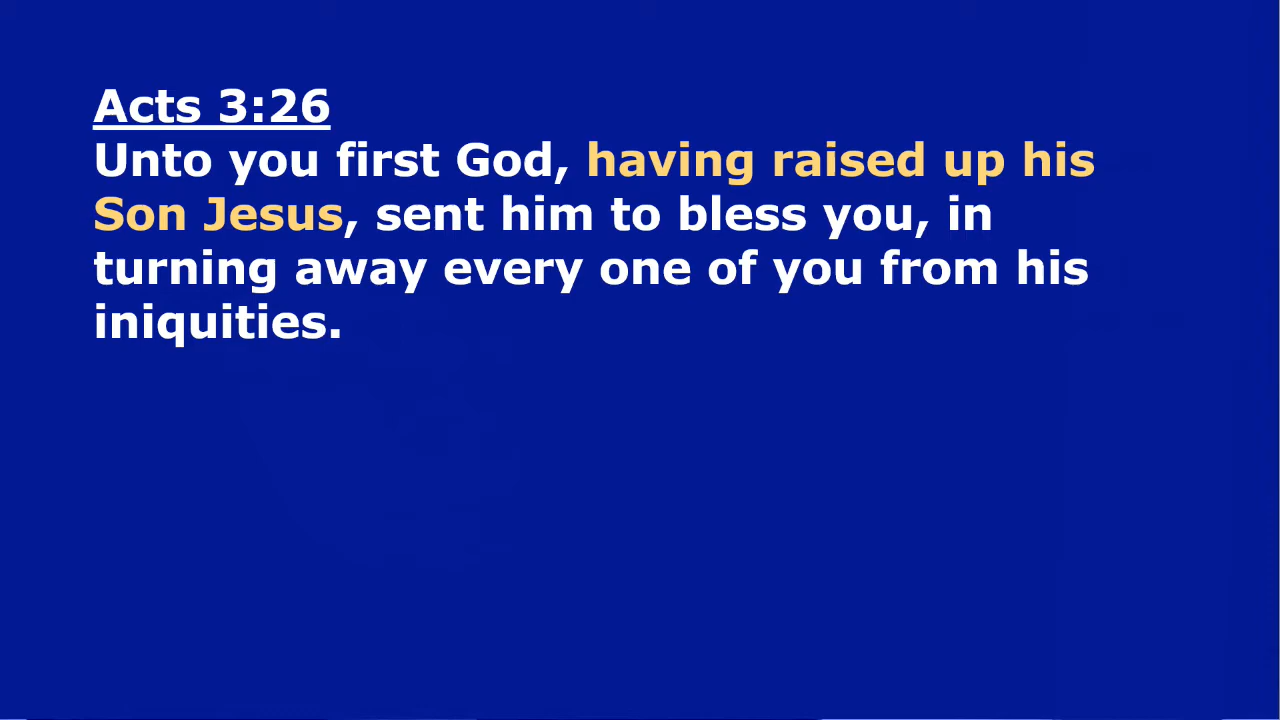 Acts 3:26
Unto you first God, having raised up his
Son Jesus, sent him to bless you, in
turning away every one of you from his
iniquities.